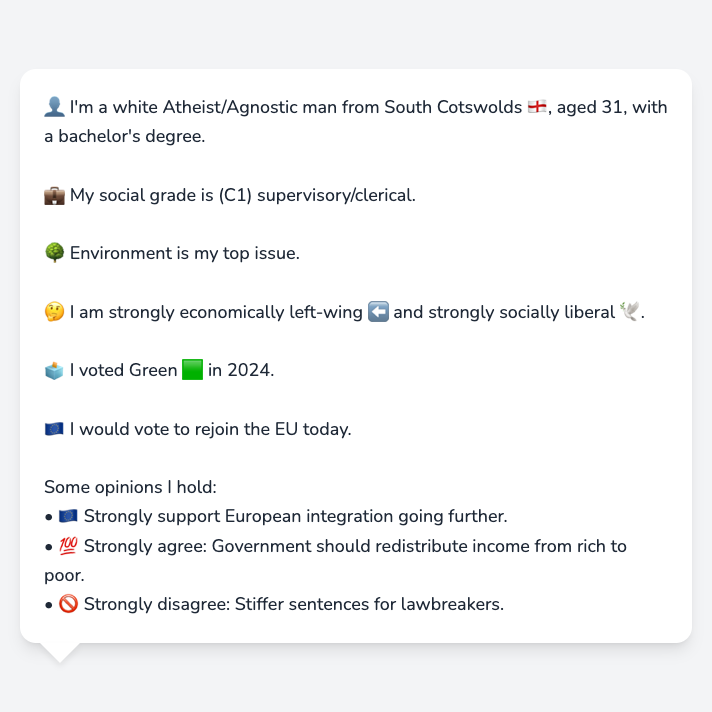 👤 I'm a white Atheist/Agnostic man from South Cotswolds 🏴󠁧󠁢󠁥󠁮󠁧󠁿, aged 31, with
a bachelor's degree.
💼 My social grade is (C1) supervisory/clerical.
🌳 Environment is my top issue.
🤔 I am strongly economically left-wing ⬅️ and strongly socially liberal 🕊️.
🗳️ I voted Green 🟩 in 2024.
🇪🇺 I would vote to rejoin the EU today.
Some opinions I hold:
• 🇪🇺 Strongly support European integration going further.
• 💯 Strongly agree: Government should redistribute income from rich to
poor.
• 🚫 Strongly disagree: Stiffer sentences for lawbreakers.